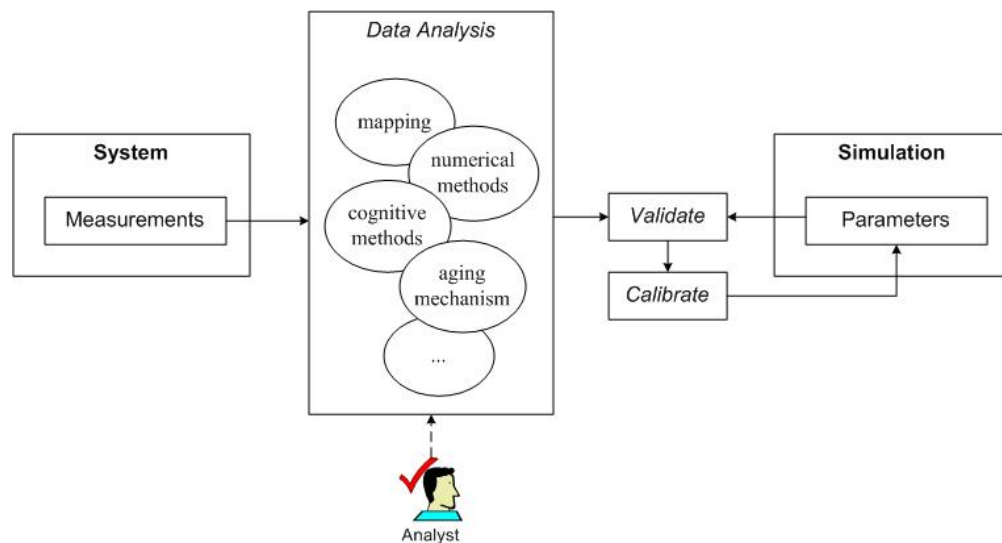 Data Analysis
mapping
numerical
methods
cognitive
methods
aging
mechanism
...
System
Measurements
Validate
Calibrate
Simulation
Parameters
Analyst